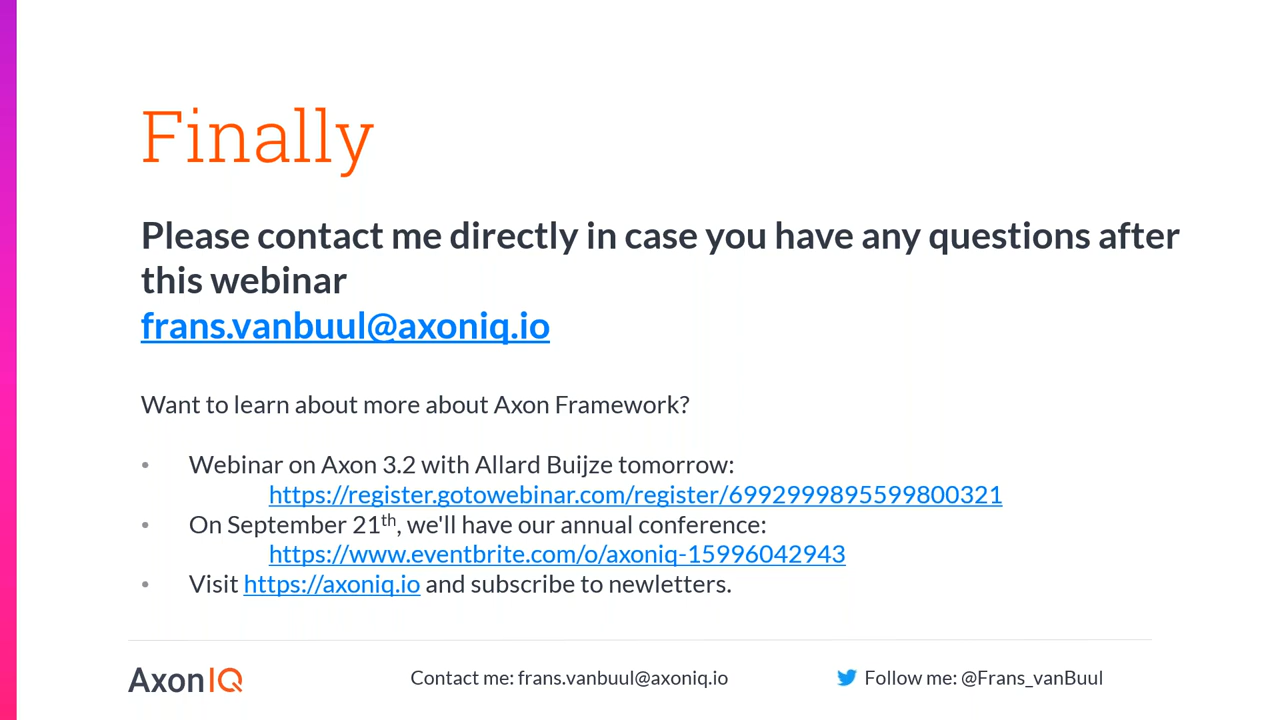 Finally
Please contact me directly in case you have any questions after
this webinar
frans.vanbuul@axoniq.io
Want to learn about more about Axon Framework?
• Webinar on Axon 3.2 with Allard Buijze tomorrow:
https://register.gotowebinar.com/register/6992999895599800321
• On September 21th, we'll have our annual conference:
https://www.eventbrite.com/o/axoniq-15996042943
• Visit https://axoniq.io and subscribe to newletters.
AxonIQ
Contact me: frans.vanbuul@axoniq.io
Follow me: @Frans_vanBuul